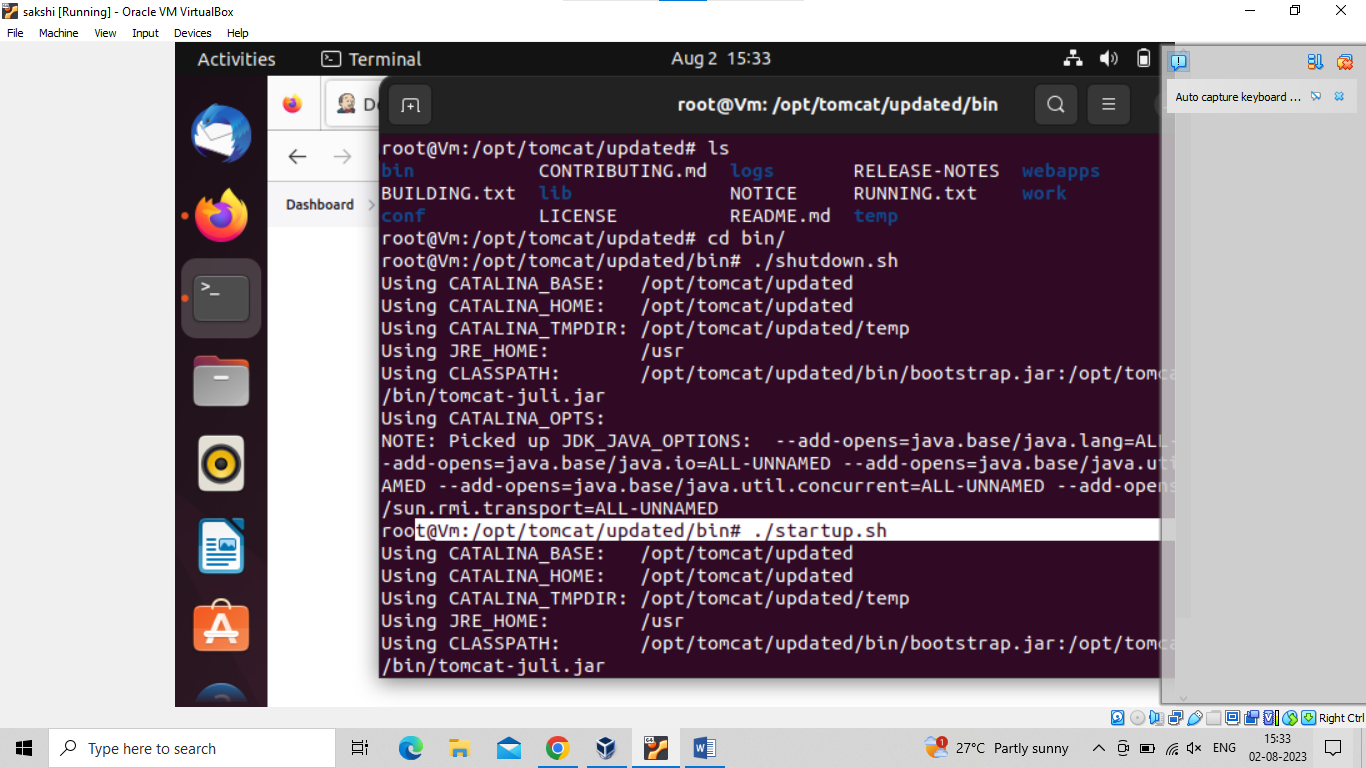 sakshi [Running] - Oracle VM VirtualBox
File Machine View Input Devices Help
Activities Terminal Aug 2 15:33
root@Vm: /opt/tomcat/updated/bin
Auto capture keyboard ...
Dashboard
root@Vm:/opt/tomcat/updated# ls
bin CONTRIBUTING.md logs RELEASE-NOTES webapps
BUILDING.txt lib NOTICE RUNNING.txt work
conf LICENSE README.md temp
root@Vm:/opt/tomcat/updated# cd bin/
root@Vm:/opt/tomcat/updated/bin# ./shutdown.sh
Using CATALINA_BASE: /opt/tomcat/updated
Using CATALINA_HOME: /opt/tomcat/updated
Using CATALINA_TMPDIR: /opt/tomcat/updated/temp
Using JRE_HOME: /usr
Using CLASSPATH: /opt/tomcat/updated/bin/bootstrap.jar:/opt/tomca
/bin/tomcat-juli.jar
Using CATALINA_OPTS:
NOTE: Picked up JDK_JAVA_OPTIONS: --add-opens=java.base/java.lang=ALL-
-add-opens=java.base/java.io=ALL-UNNAMED --add-opens=java.base/java.ut
AMED --add-opens=java.base/java.util.concurrent=ALL-UNNAMED --add-opens
/sun.rmi.transport=ALL-UNNAMED
root@Vm:/opt/tomcat/updated/bin# ./startup.sh
Using CATALINA_BASE: /opt/tomcat/updated
Using CATALINA_HOME: /opt/tomcat/updated
Using CATALINA_TMPDIR: /opt/tomcat/updated/temp
Using JRE_HOME: /usr
Using CLASSPATH: /opt/tomcat/updated/bin/bootstrap.jar:/opt/tomca
/bin/tomcat-juli.jar
Right Ctrl
Type here to search
27°C Partly sunny
ENG
15:33
02-08-2023